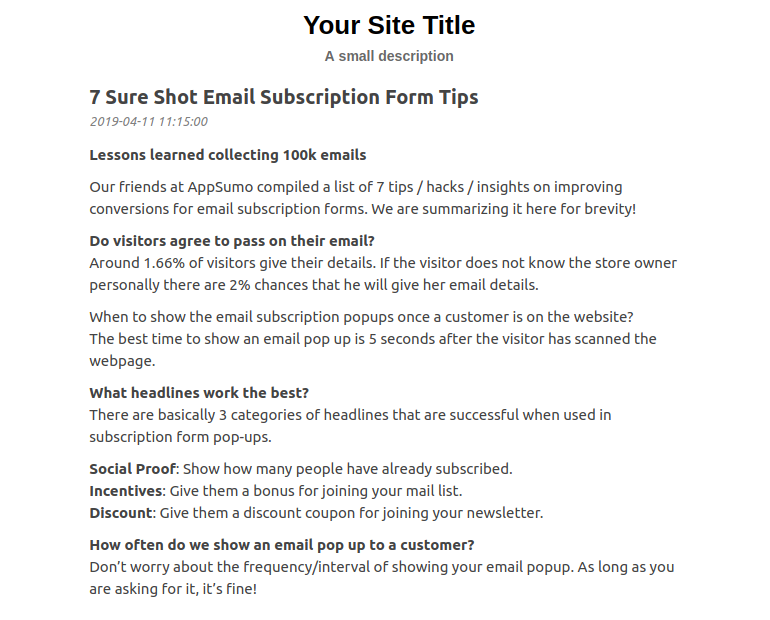 Your Site Title
A small description
7 Sure Shot Email Subscription Form Tips
2019-04-11 11:15:00
Lessons learned collecting 100k emails
Our friends at AppSumo compiled a list of 7 tips / hacks / insights on improving
conversions for email subscription forms. We are summarizing it here for brevity!
Do visitors agree to pass on their email?
Around 1.66% of visitors give their details. If the visitor does not know the store owner
personally there are 2% chances that he will give her email details.
When to show the email subscription popups once a customer is on the website?
The best time to show an email pop up is 5 seconds after the visitor has scanned the
webpage.
What headlines work the best?
There are basically 3 categories of headlines that are successful when used in
subscription form pop-ups.
Social Proof: Show how many people have already subscribed.
Incentives: Give them a bonus for joining your mail list.
Discount: Give them a discount coupon for joining your newsletter.
How often do we show an email pop up to a customer?
Don’t worry about the frequency/interval of showing your email popup. As long as you
are asking for it, it’s fine!